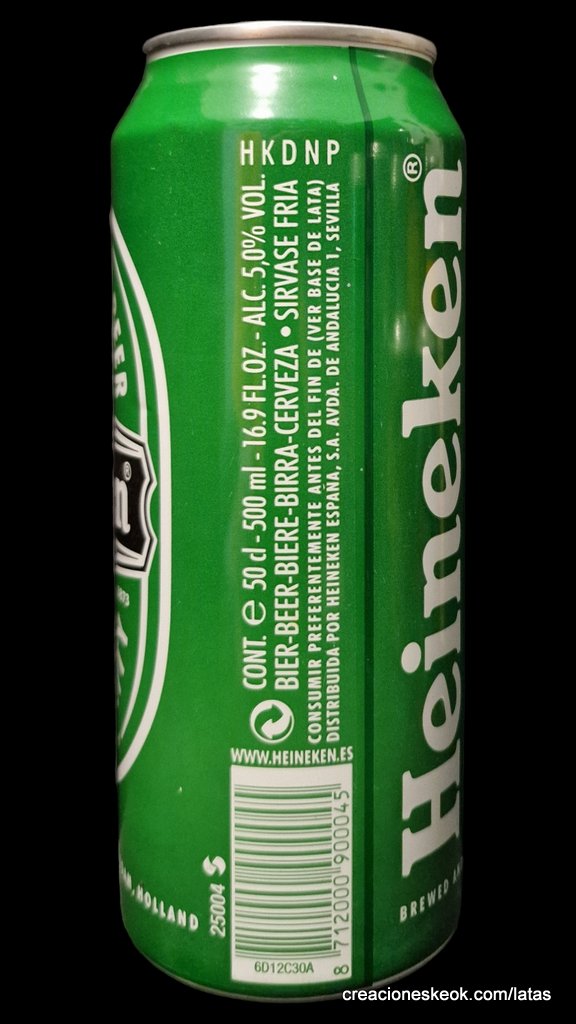 HKDNP
CONT. e 50 cl - 500 ml - 16.9 FL.OZ. - ALC. 5,0% VOL.
BIER-BEER-BIERE-BIRRA-CERVEZA • SIRVASE FRIA
CONSUMIR PREFERENTEMENTE ANTES DEL FIN DE (VER BASE DE LATA)
DISTRIBUIDA POR HEINEKEN ESPAÑA, S.A. AVDA. DE ANDALUCIA 1, SEVILLA
WWW.HEINEKEN.ES
8 712000 900045
6D12C30A
25004
HOLLAND
Heineken®
BREWED
1873
creacioneskeok.com/latas